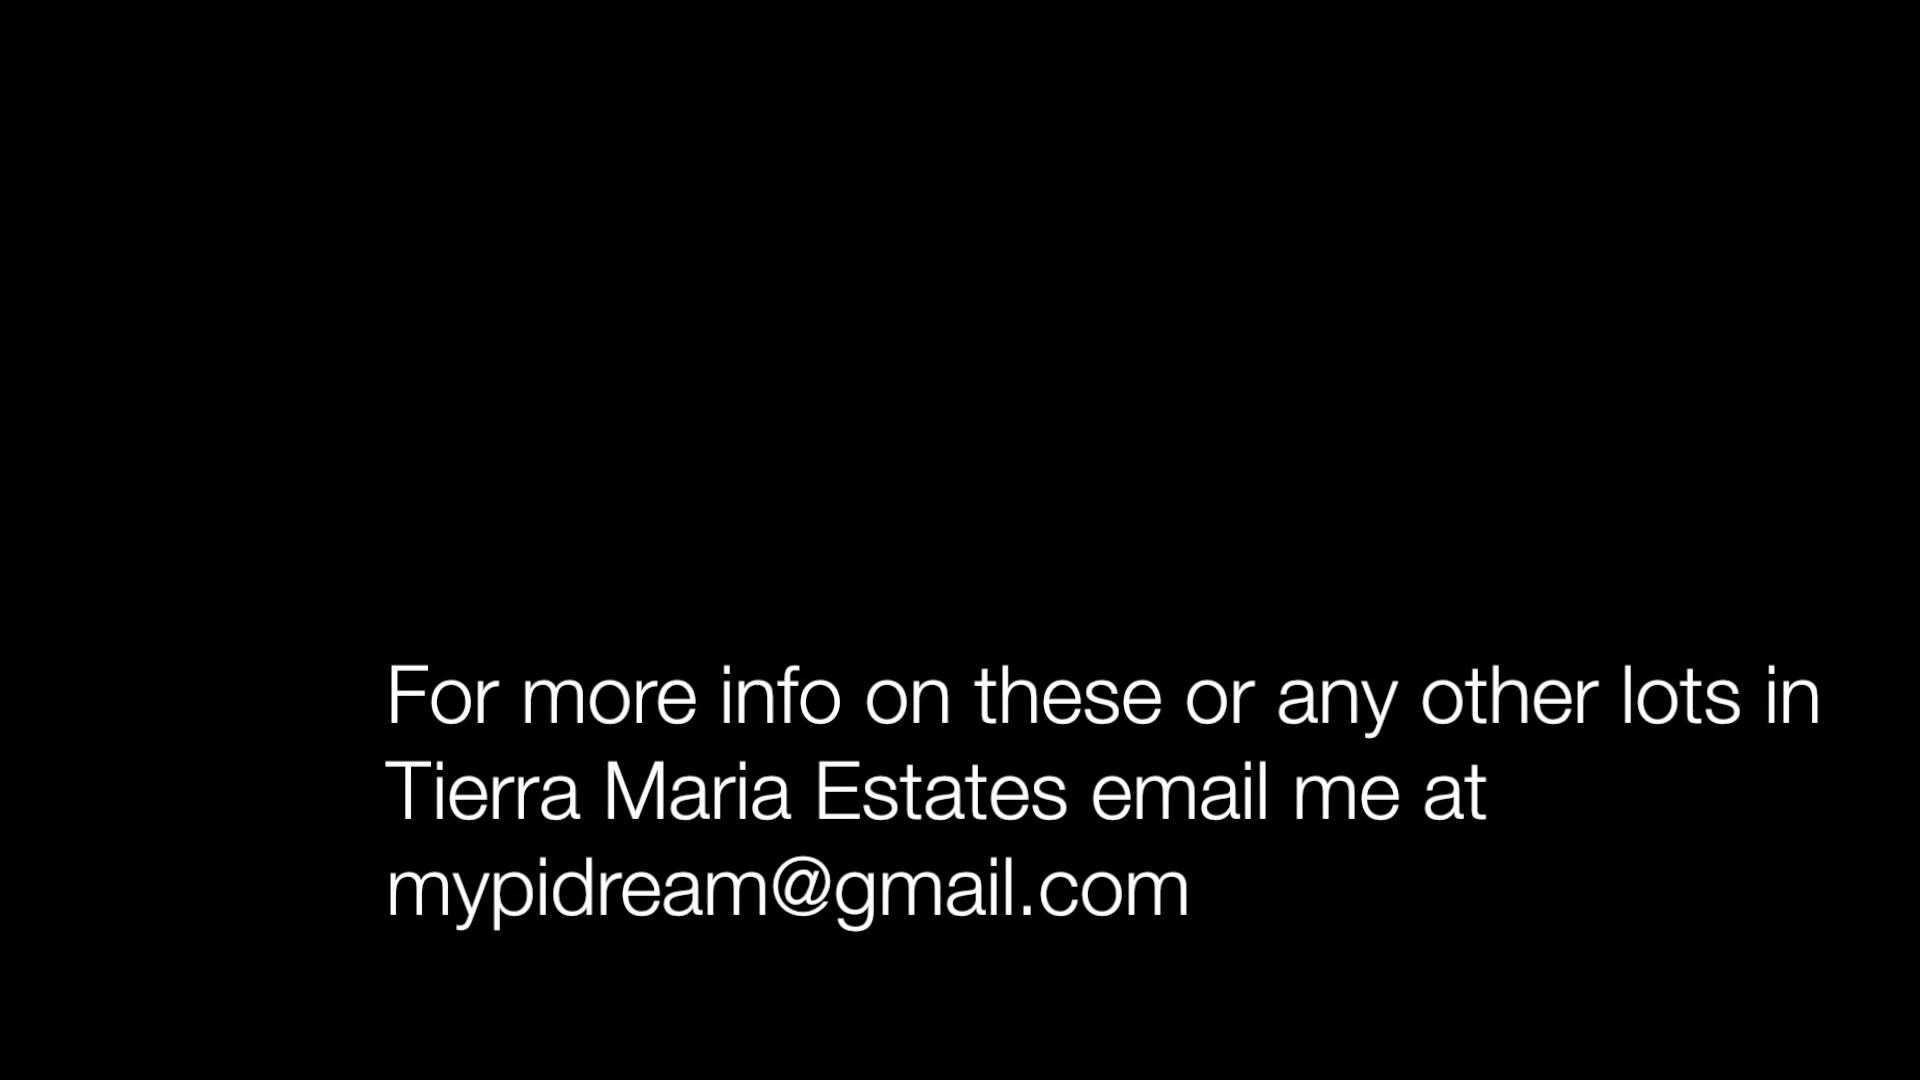 For more info on these or any other lots in
Tierra Maria Estates email me at
mypidream@gmail.com